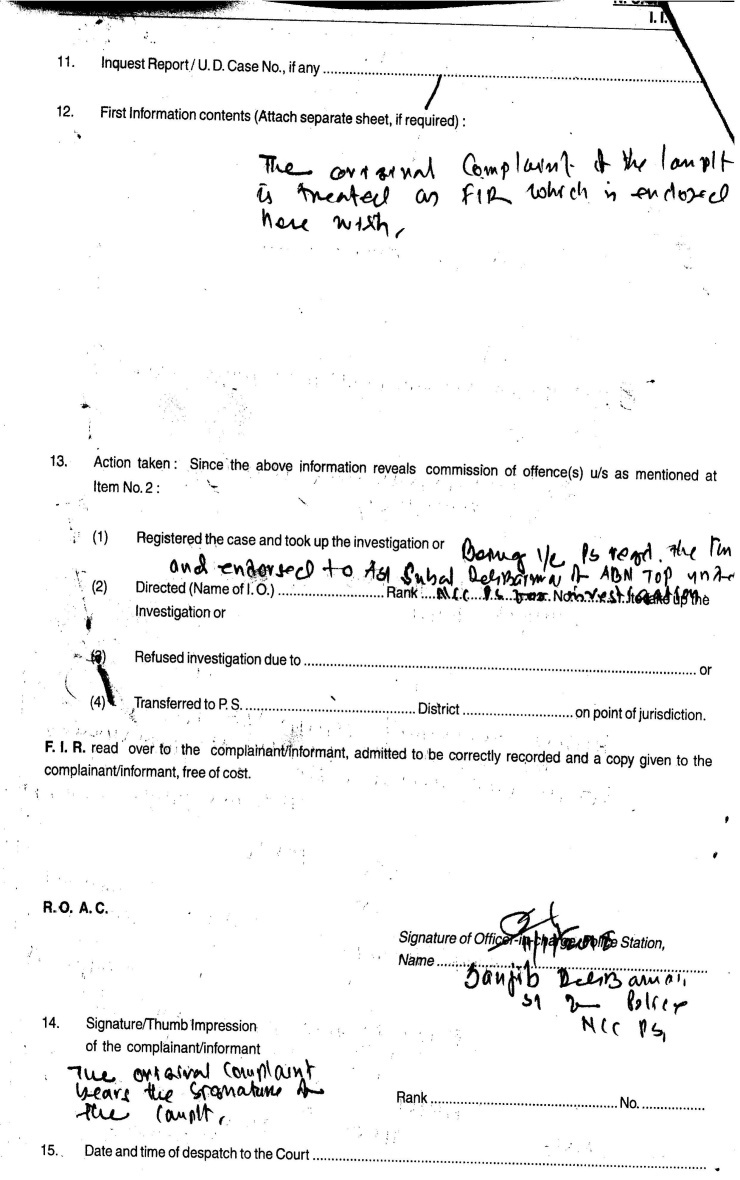 I. I.
11. Inquest Report / U. D. Case No., if any ............
12. First Information contents (Attach separate sheet, if required) :
The original Complaint of the Complt
is treated as FIR which is enclosed
here with,
13. Action taken : Since the above information reveals commission of offence(s) u/s as mentioned at
Item No. 2 :
(1) Registered the case and took up the investigation or Being I/c PS regd. the
and endorsed to ASI Subal DebBarma of ABN TOP under
(2) Directed (Name of I. O.) ............ Rank .... NCC P.S. for investigation No. to take up the
Investigation or
(3) Refused investigation due to ............ or
(4) Transferred to P. S. ............ District ............ on point of jurisdiction.
F. I. R. read over to the complainant/informant, admitted to be correctly recorded and a copy given to the
complainant/informant, free of cost.
R. O. A. C.
Signature of Officer-in-charge, Police Station,
Name ............
Sanjib DebBarma
SI of Police
NCC PS,
14. Signature/Thumb Impression
of the complainant/informant
The original Complaint
bears the signature of
the Complt,
Rank ............ No. ............
15. Date and time of despatch to the Court ............